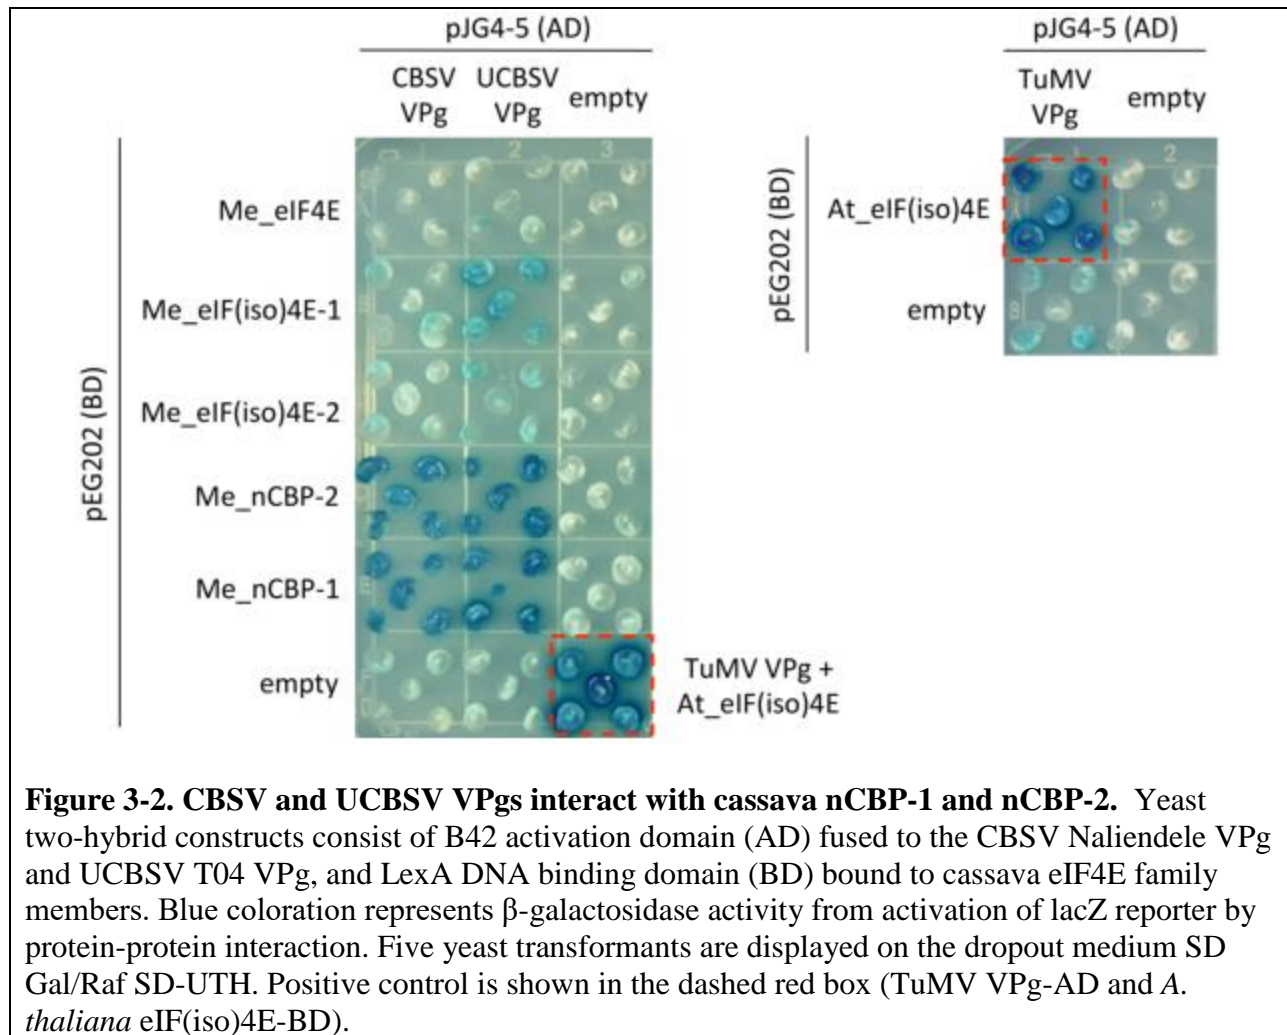 pJG4-5 (AD)
CBSV VPg
UCBSV VPg
empty
pEG202 (BD)
Me_eIF4E
Me_eIF(iso)4E-1
Me_eIF(iso)4E-2
Me_nCBP-2
Me_nCBP-1
empty
TuMV VPg +
At_eIF(iso)4E
pJG4-5 (AD)
TuMV VPg
empty
pEG202 (BD)
At_eIF(iso)4E
empty
2
3
2
Figure 3-2. CBSV and UCBSV VPgs interact with cassava nCBP-1 and nCBP-2. Yeast
two-hybrid constructs consist of B42 activation domain (AD) fused to the CBSV Naliendele VPg
and UCBSV T04 VPg, and LexA DNA binding domain (BD) bound to cassava eIF4E family
members. Blue coloration represents β-galactosidase activity from activation of lacZ reporter by
protein-protein interaction. Five yeast transformants are displayed on the dropout medium SD
Gal/Raf SD-UTH. Positive control is shown in the dashed red box (TuMV VPg-AD and A.
thaliana eIF(iso)4E-BD).